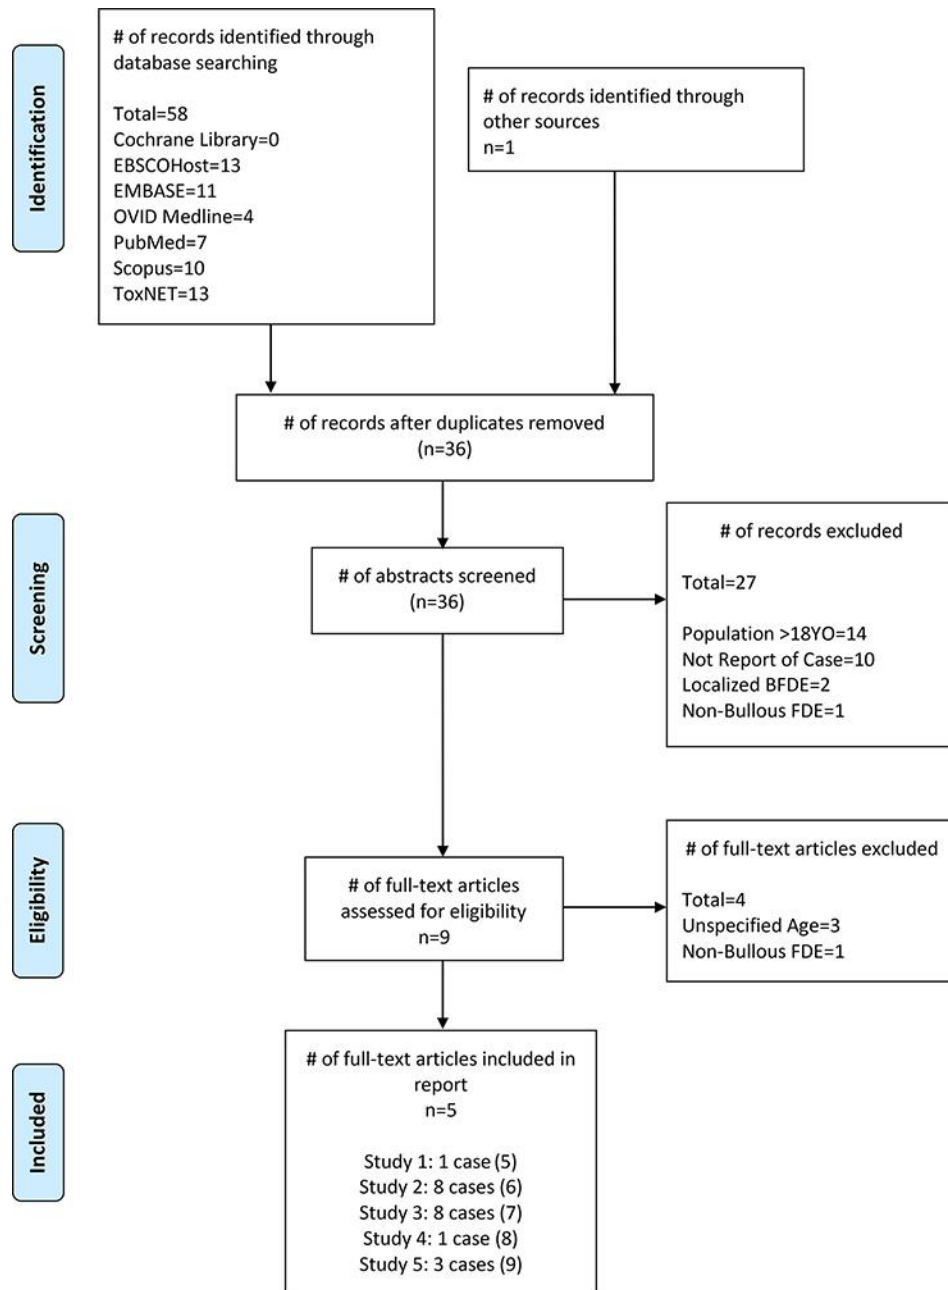 Identification
# of records identified through
database searching
Total=58
Cochrane Library=0
EBSCOHost=13
EMBASE=11
OVID Medline=4
PubMed=7
Scopus=10
ToxNET=13
# of records identified through
other sources
n=1
# of records after duplicates removed
(n=36)
Screening
# of abstracts screened
(n=36)
# of records excluded
Total=27
Population >18YO=14
Not Report of Case=10
Localized BFDE=2
Non-Bullous FDE=1
Eligibility
# of full-text articles
assessed for eligibility
n=9
# of full-text articles excluded
Total=4
Unspecified Age=3
Non-Bullous FDE=1
Included
# of full-text articles included in
report
n=5
Study 1: 1 case (5)
Study 2: 8 cases (6)
Study 3: 8 cases (7)
Study 4: 1 case (8)
Study 5: 3 cases (9)